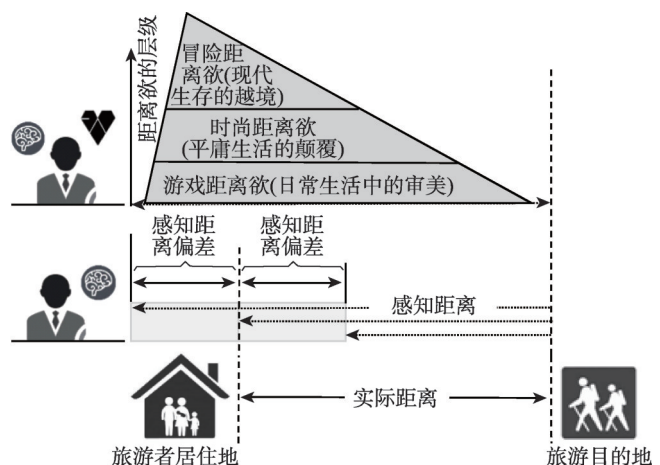 距离欲的层级
冒险距
离欲(现代
生存的越境)
时尚距离欲
(平庸生活的颠覆)
游戏距离欲(日常生活中的审美)
感知距
离偏差
感知距
离偏差
感知距离
实际距离
旅游者居住地
旅游目的地